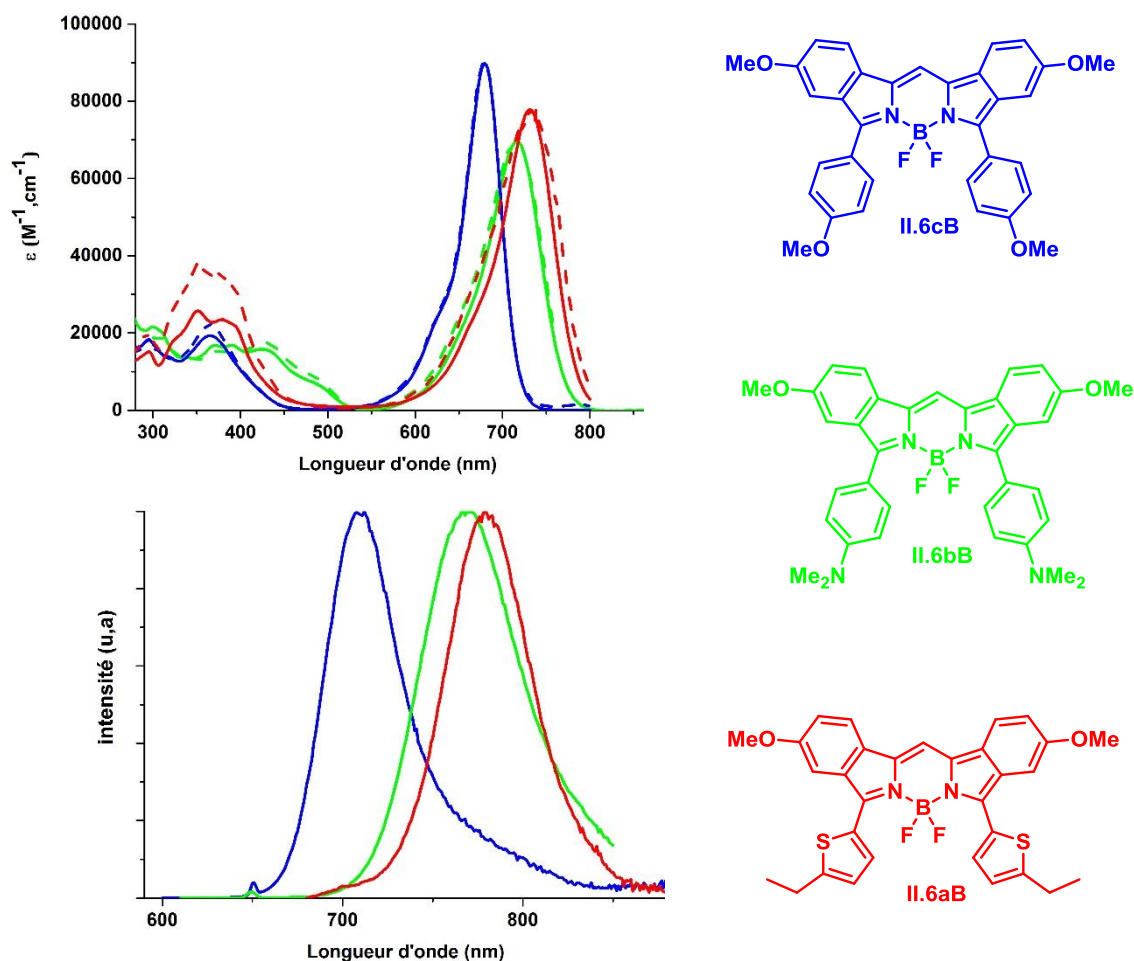 100000
80000
60000
40000
20000
0
ε (M⁻¹,cm⁻¹)
300 400 500 600 700 800
Longueur d'onde (nm)
intensité (u,a)
600 700 800
Longueur d'onde (nm)
MeO OMe
N N
B
F F
MeO OMe
II.6cB
MeO OMe
N N
B
F F
II.6bB
Me₂N NMe₂
MeO OMe
N N
B
F F
S S
II.6aB